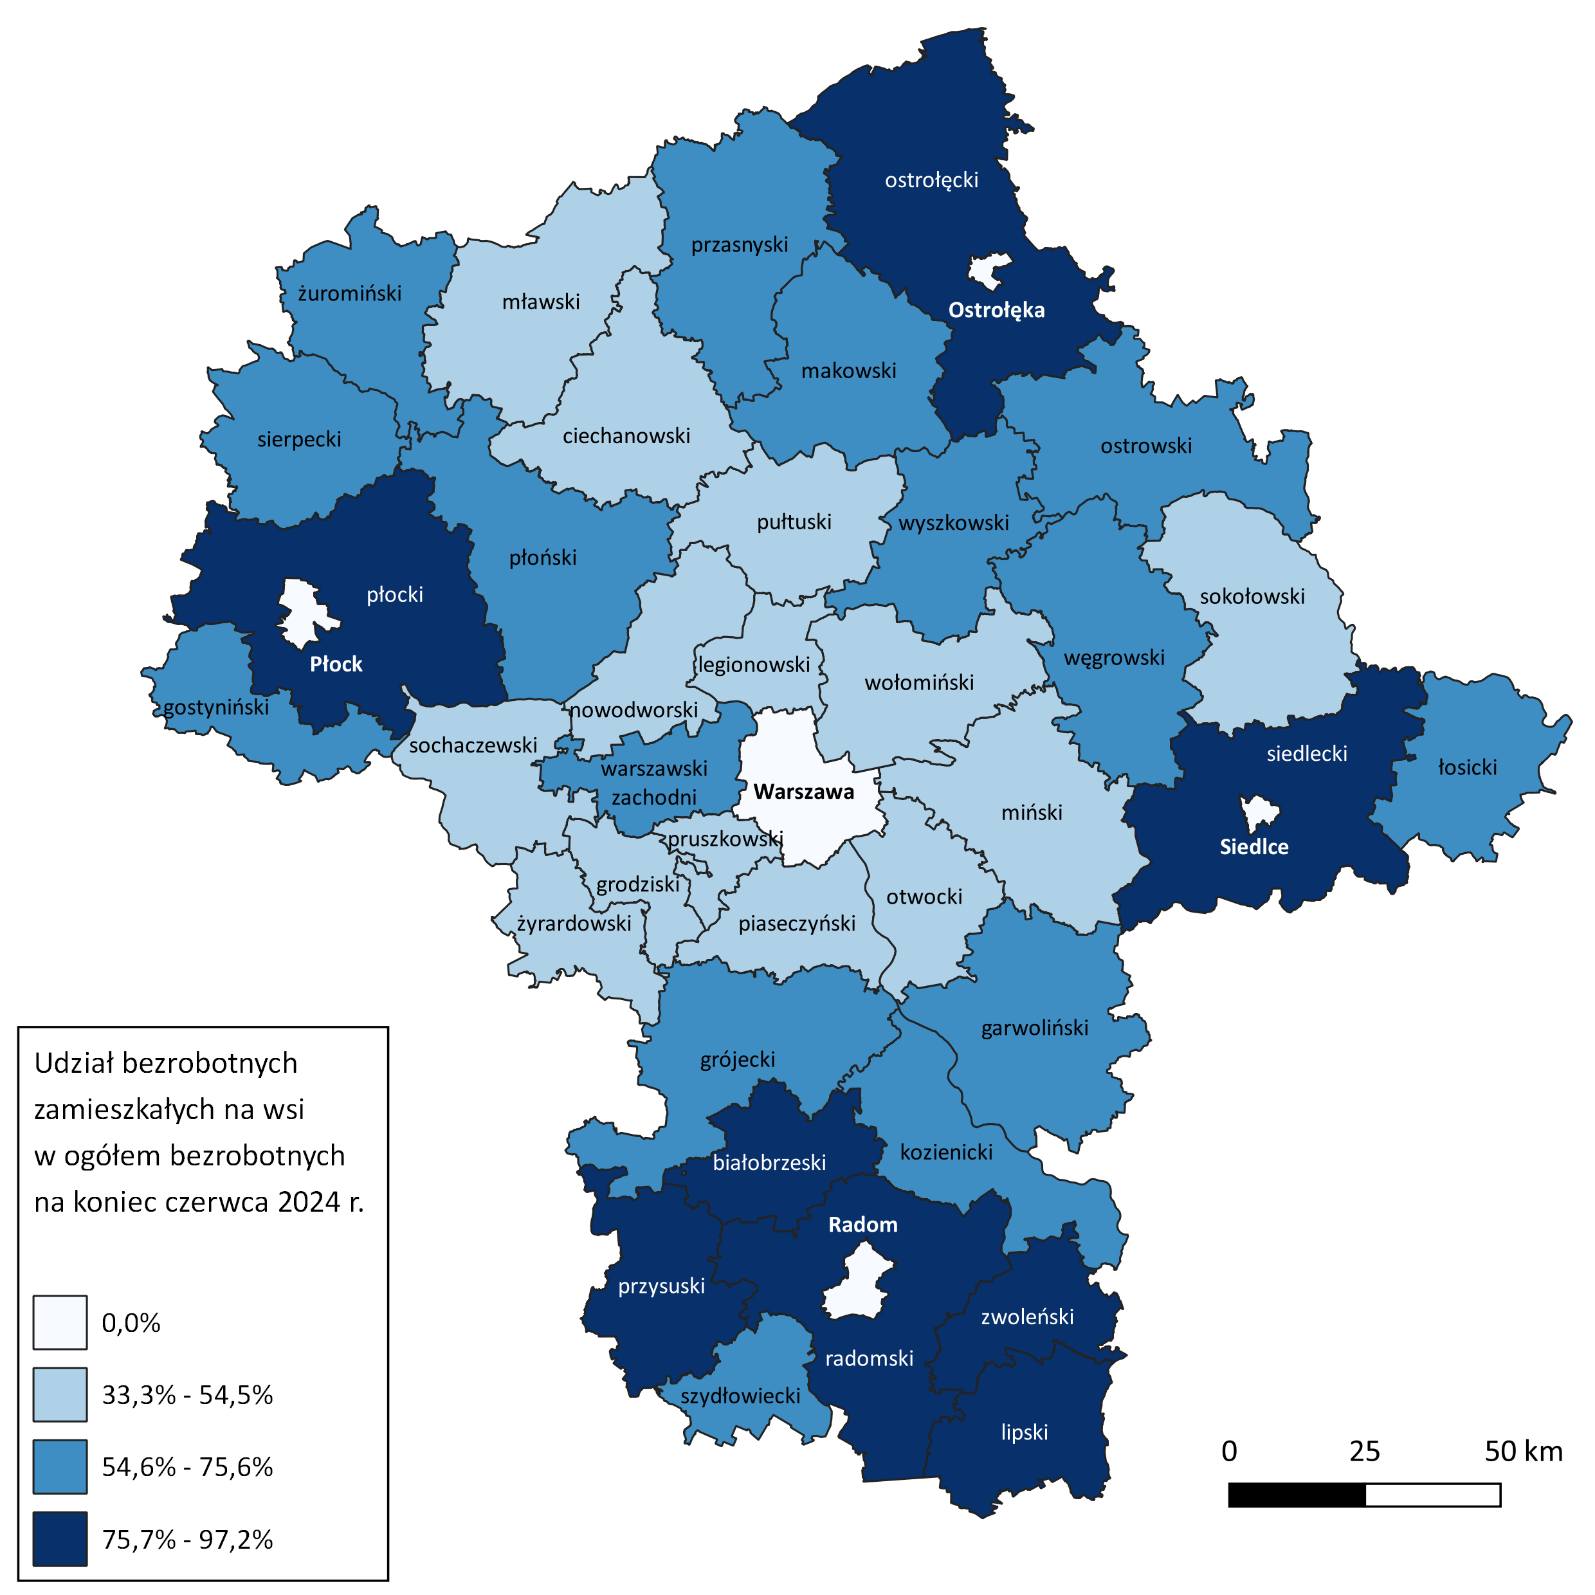 ostrołęcki
przasnyski
żuromiński
mławski
Ostrołęka
makowski
ciechanowski
sierpecki
ostrowski
pułtuski
wyszkowski
płoński
płocki
sokołowski
Płock
legionowski
węgrowski
wołomiński
gostyniński
nowodworski
sochaczewski
siedlecki
warszawski
zachodni
łosicki
Warszawa
miński
pruszkowski
Siedlce
grodziski
otwocki
żyrardowski
piaseczyński
garwoliński
grójecki
kozienicki
białobrzeski
Radom
przysuski
zwoleński
radomski
szydłowiecki
lipski
Udział bezrobotnych
zamieszkałych na wsi
w ogółem bezrobotnych
na koniec czerwca 2024 r.
0,0%
33,3% - 54,5%
54,6% - 75,6%
75,7% - 97,2%
0 25 50 km